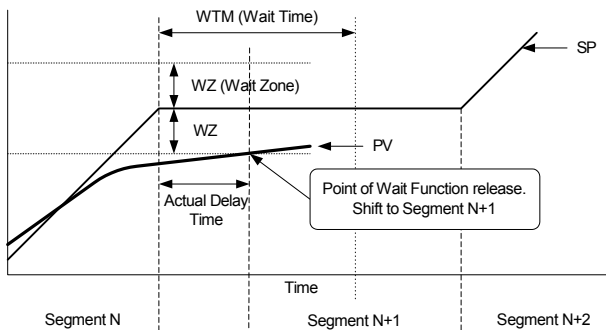 WTM (Wait Time)
SP
WZ (Wait Zone)
WZ
PV
Point of Wait Function release.
Shift to Segment N+1
Actual Delay
Time
Time
Segment N
Segment N+1
Segment N+2